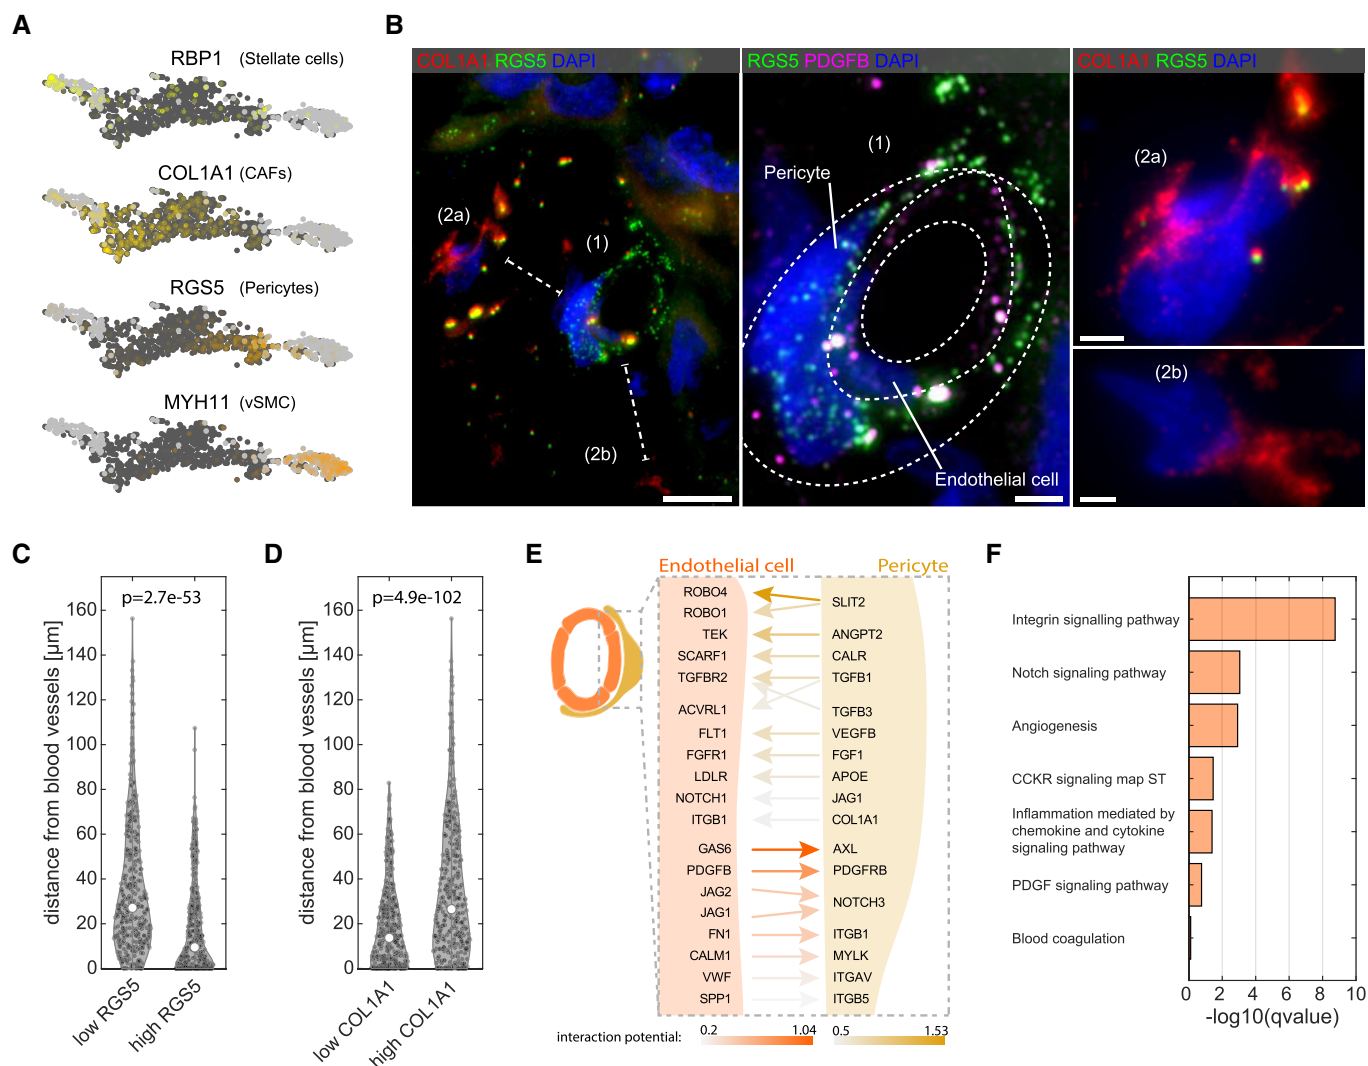 A
RBP1 (Stellate cells)
COL1A1 (CAFs)
RGS5 (Pericytes)
MYH11 (vSMC)
B
COL1A1 RGS5 DAPI
(2a)
(1)
(2b)
RGS5 PDGFB DAPI
(1)
Pericyte
Endothelial cell
COL1A1 RGS5 DAPI
(2a)
(2b)
C
distance from blood vessels [µm]
p=2.7e-53
160
140
120
100
80
60
40
20
0
low RGS5
high RGS5
D
distance from blood vessels [µm]
p=4.9e-102
160
140
120
100
80
60
40
20
0
low COL1A1
high COL1A1
E
Endothelial cell Pericyte
ROBO4
SLIT2
ROBO1
TEK ANGPT2
SCARF1 CALR
TGFBR2 TGFB1
ACVRL1 TGFB3
FLT1 VEGFB
FGFR1 FGF1
LDLR APOE
NOTCH1 JAG1
ITGB1 COL1A1
GAS6 AXL
PDGFB PDGFRB
JAG2
NOTCH3
JAG1
FN1 ITGB1
CALM1 MYLK
VWF ITGAV
SPP1 ITGB5
interaction potential: 0.2 1.04 0.5 1.53
F
Integrin signalling pathway
Notch signaling pathway
Angiogenesis
CCKR signaling map ST
Inflammation mediated by
chemokine and cytokine
signaling pathway
PDGF signaling pathway
Blood coagulation
0 2 4 6 8 10
-log10(qvalue)